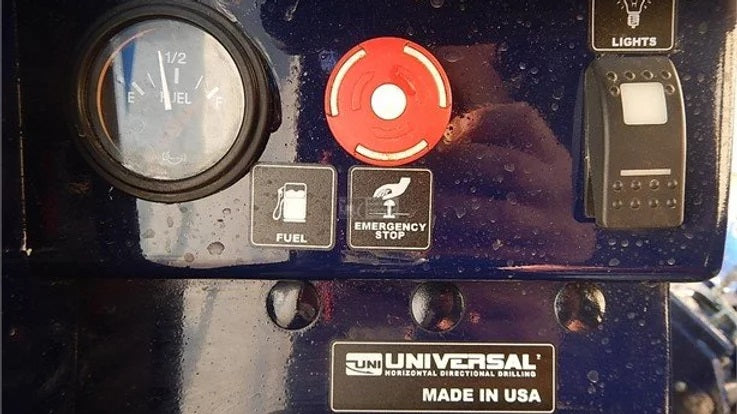 1/2
E FUEL F
LIGHTS
FUEL
EMERGENCY
STOP
UNI UNIVERSAL
HORIZONTAL DIRECTIONAL DRILLING
MADE IN USA